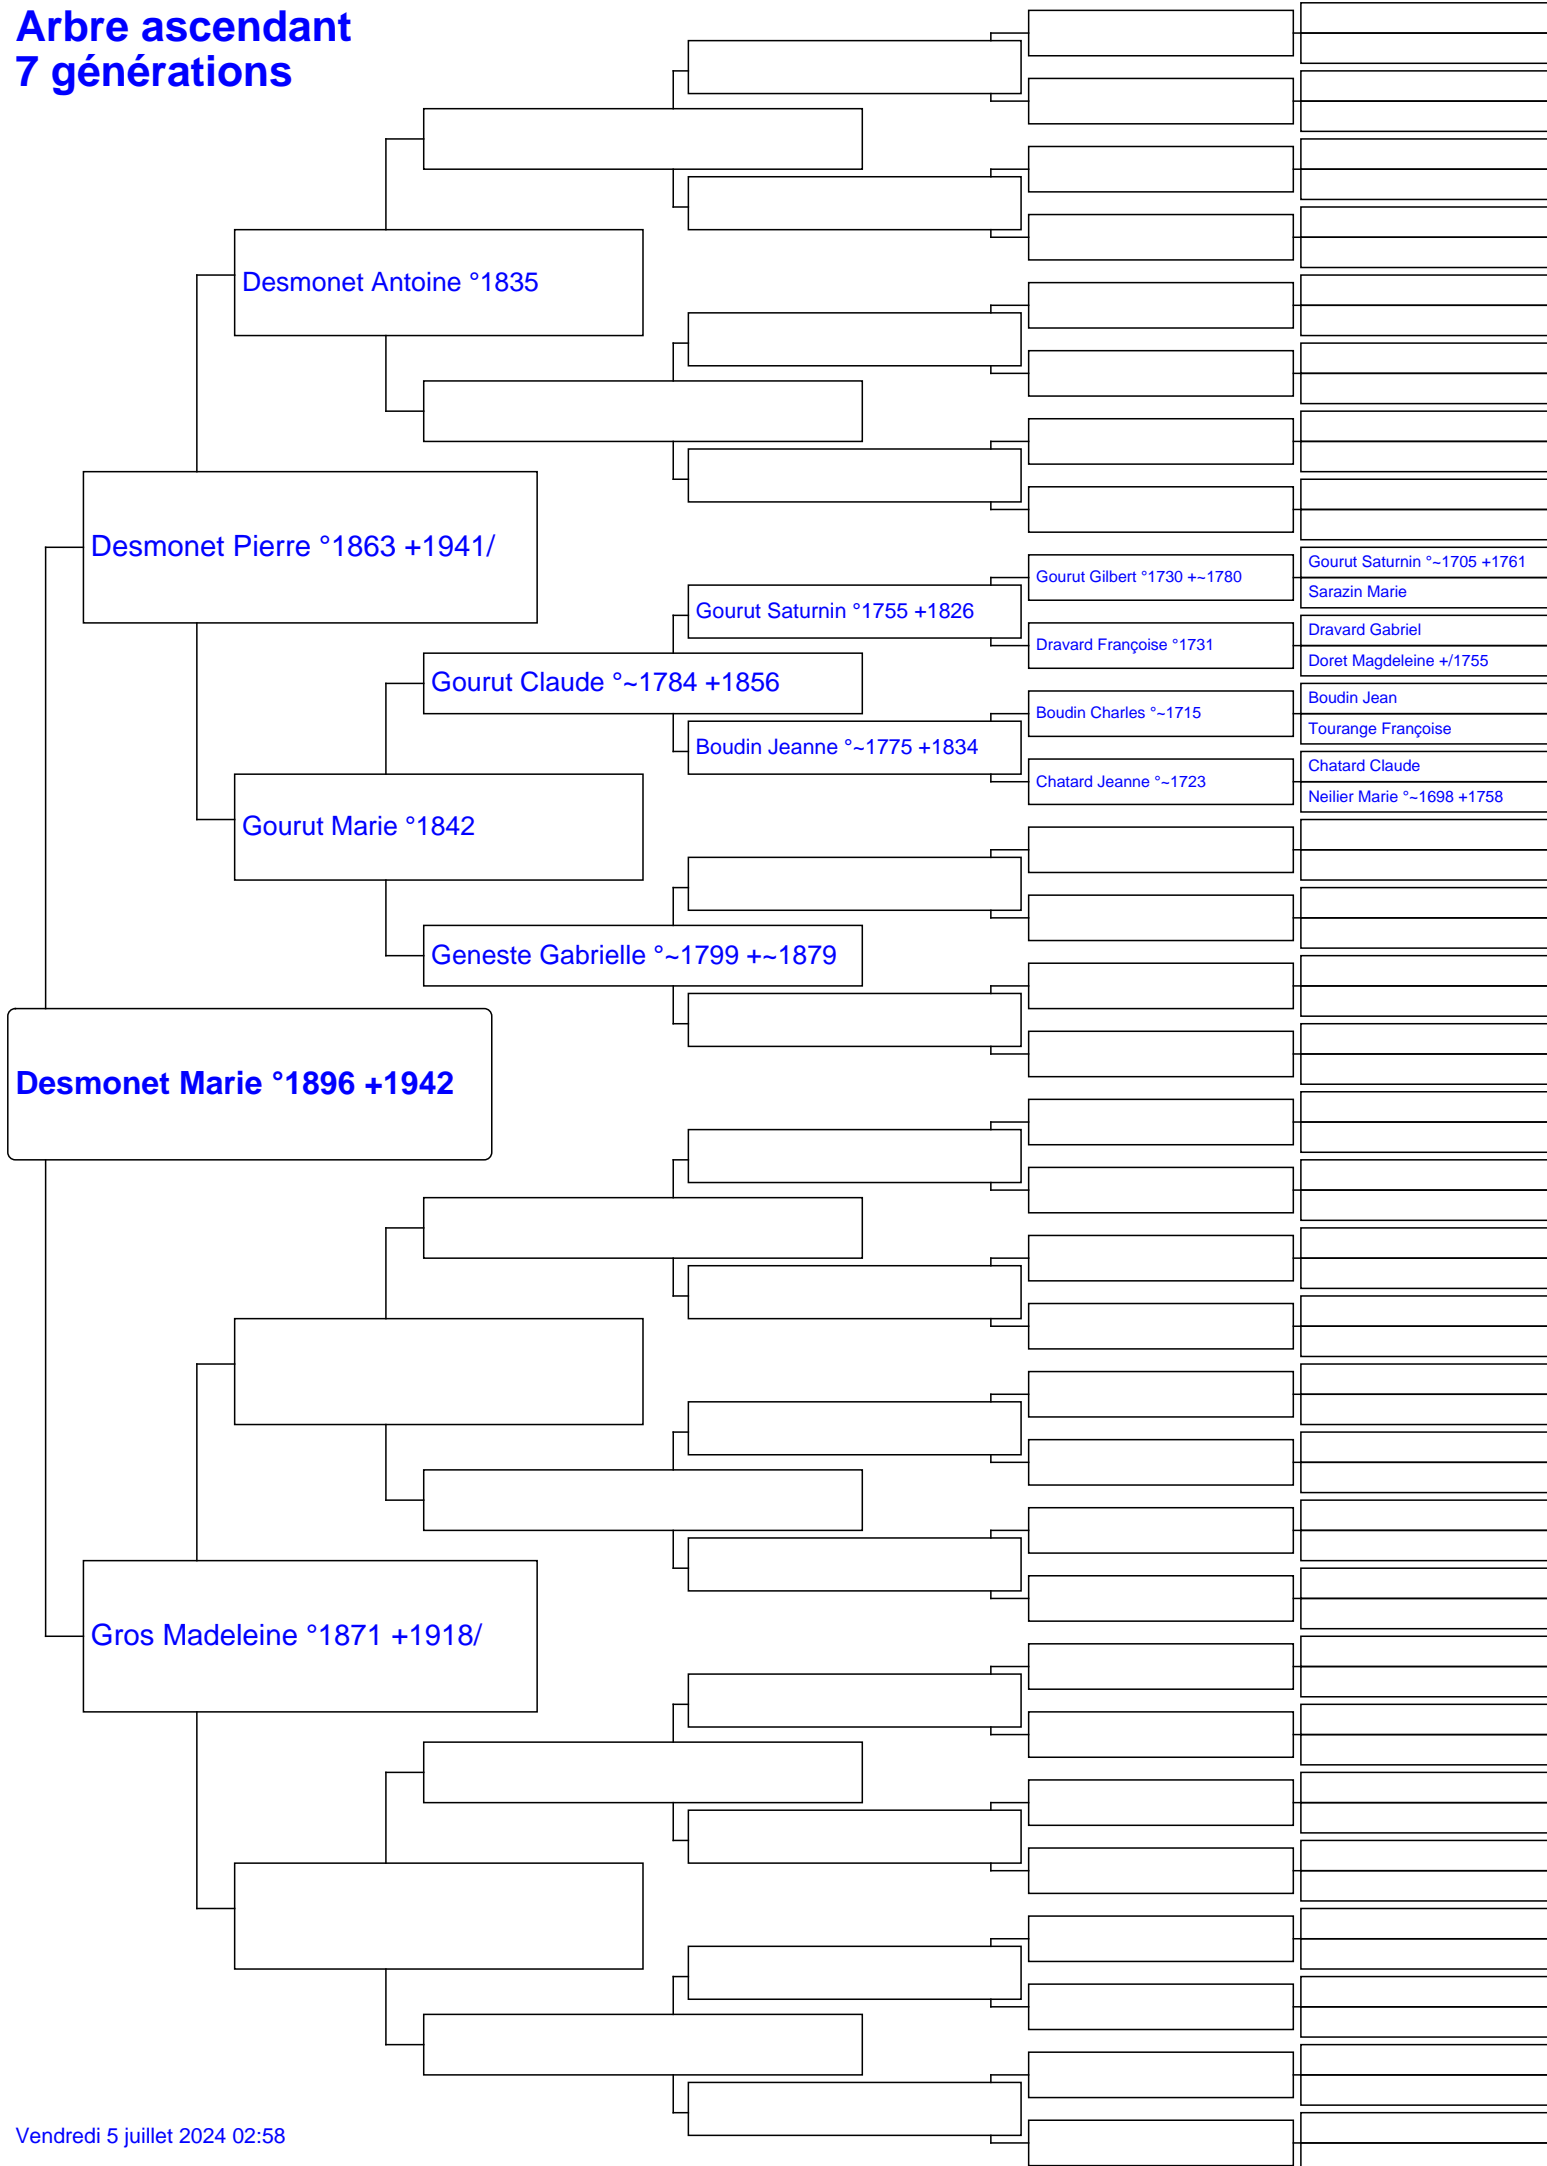 Arbre ascendant
7 générations
Desmonet Antoine °1835
Desmonet Pierre °1863 +1941/
Gourut Saturnin °~1705 +1761
Gourut Gilbert °1730 +~1780
Sarazin Marie
Gourut Saturnin °1755 +1826
Dravard Gabriel
Dravard Françoise °1731
Doret Magdeleine +/1755
Gourut Claude °~1784 +1856
Boudin Jean
Boudin Charles °~1715
Tourange Françoise
Boudin Jeanne °~1775 +1834
Chatard Claude
Chatard Jeanne °~1723
Neilier Marie °~1698 +1758
Gourut Marie °1842
Geneste Gabrielle °~1799 +~1879
Desmonet Marie °1896 +1942
Gros Madeleine °1871 +1918/
Vendredi 5 juillet 2024 02:58